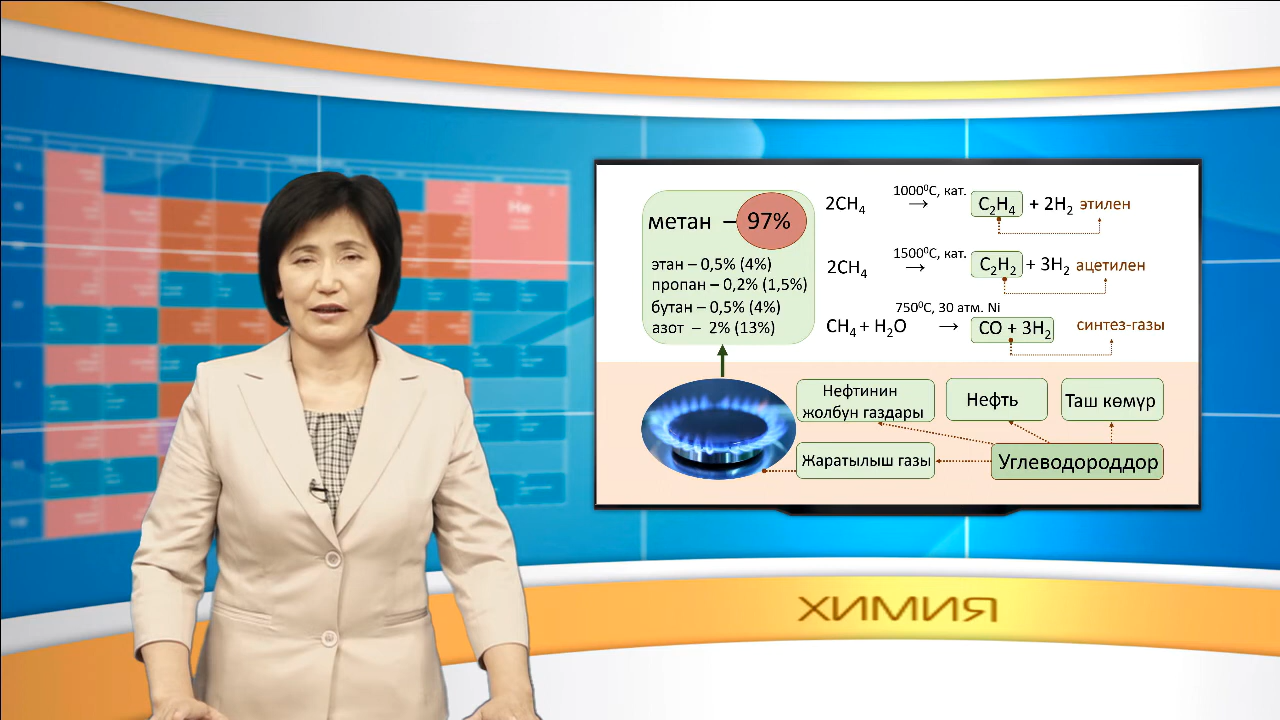 метан – 97%
этан – 0,5% (4%)
пропан – 0,2% (1,5%)
бутан – 0,5% (4%)
азот – 2% (13%)
2CH₄ 1000⁰C, кат. → C₂H₄ + 2H₂ этилен
2CH₄ 1500⁰C, кат. → C₂H₂ + 3H₂ ацетилен
CH₄ + H₂O 750⁰C, 30 атм. Ni → CO + 3H₂ синтез-газы
Нефтинин
жолбун газдары
Нефть
Таш көмүр
Жаратылыш газы
Углеводороддор
He
ХИМИЯ